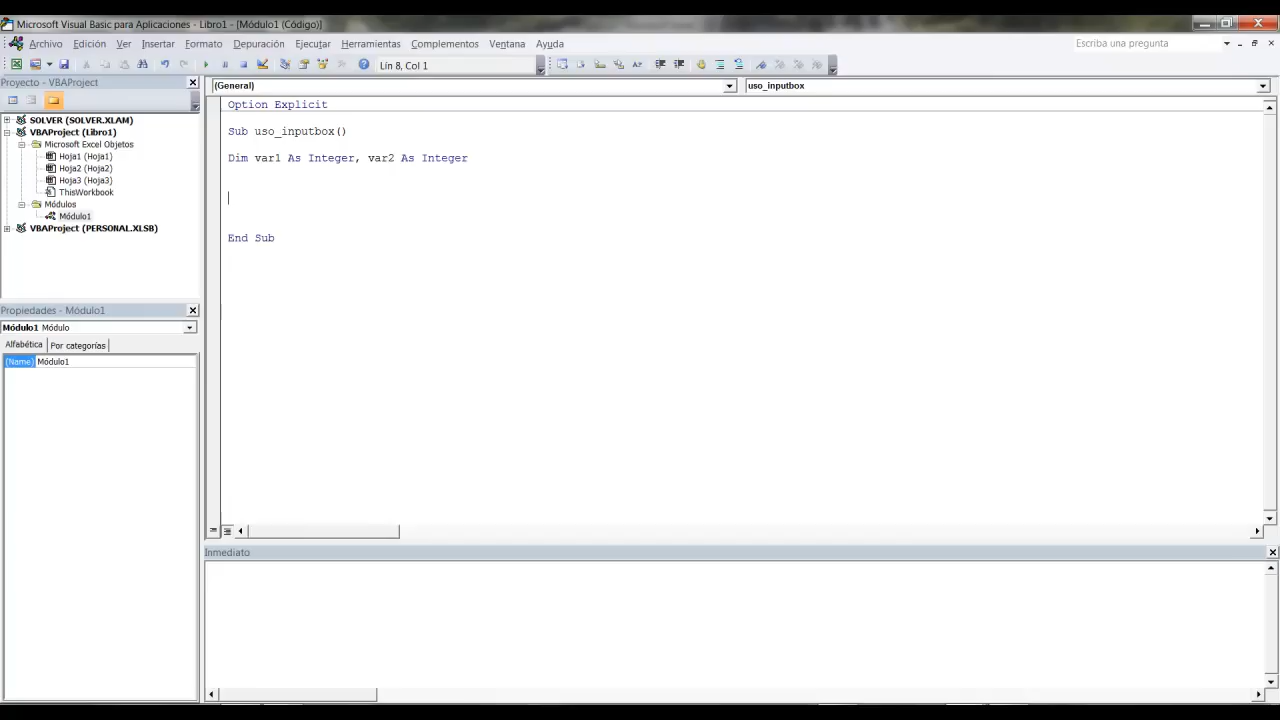 Microsoft Visual Basic para Aplicaciones - Libro1 - [Módulo1 (Código)]
Archivo Edición Ver Insertar Formato Depuración Ejecutar Herramientas Complementos Ventana Ayuda Escriba una pregunta
Lín 8, Col 1
Proyecto - VBAProject
SOLVER (SOLVER.XLAM)
VBAProject (Libro1)
Microsoft Excel Objetos
Hoja1 (Hoja1)
Hoja2 (Hoja2)
Hoja3 (Hoja3)
ThisWorkbook
Módulos
Módulo1
VBAProject (PERSONAL.XLSB)
Propiedades - Módulo1
Módulo1 Módulo
Alfabética Por categorías
(Name) Módulo1
(General) uso_inputbox
Option Explicit
Sub uso_inputbox()
Dim var1 As Integer, var2 As Integer
End Sub
Inmediato